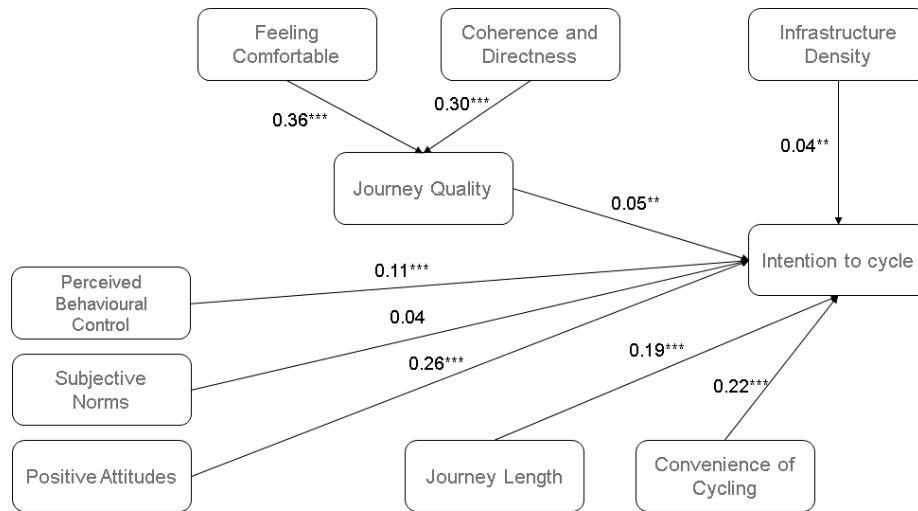 Feeling
Comfortable
Coherence and
Directness
Infrastructure
Density
0.36***
0.30***
0.04**
Journey Quality
0.05**
Intention to cycle
Perceived
Behavioural
Control
0.11***
0.04
Subjective
Norms
0.26***
0.19***
0.22***
Positive Attitudes
Journey Length
Convenience of
Cycling